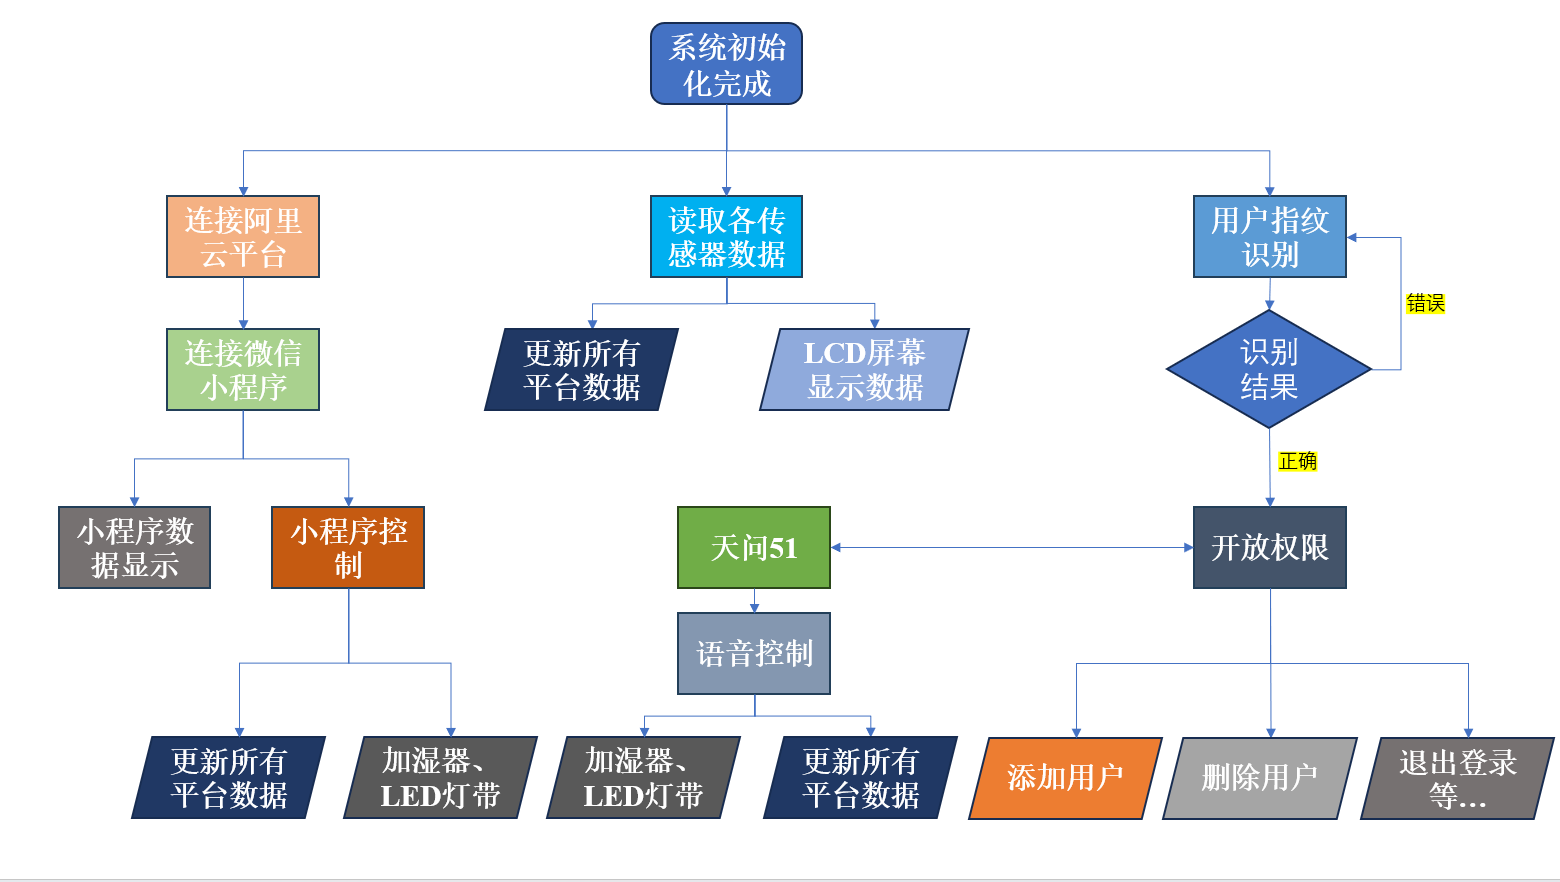 系统初始
化完成
连接阿里
云平台
读取各传
感器数据
用户指纹
识别
错误
连接微信
小程序
更新所有
平台数据
LCD屏幕
显示数据
识别
结果
正确
小程序数
据显示
小程序控
制
天问51
开放权限
语音控制
更新所有
平台数据
加湿器、
LED灯带
加湿器、
LED灯带
更新所有
平台数据
添加用户
删除用户
退出登录
等...